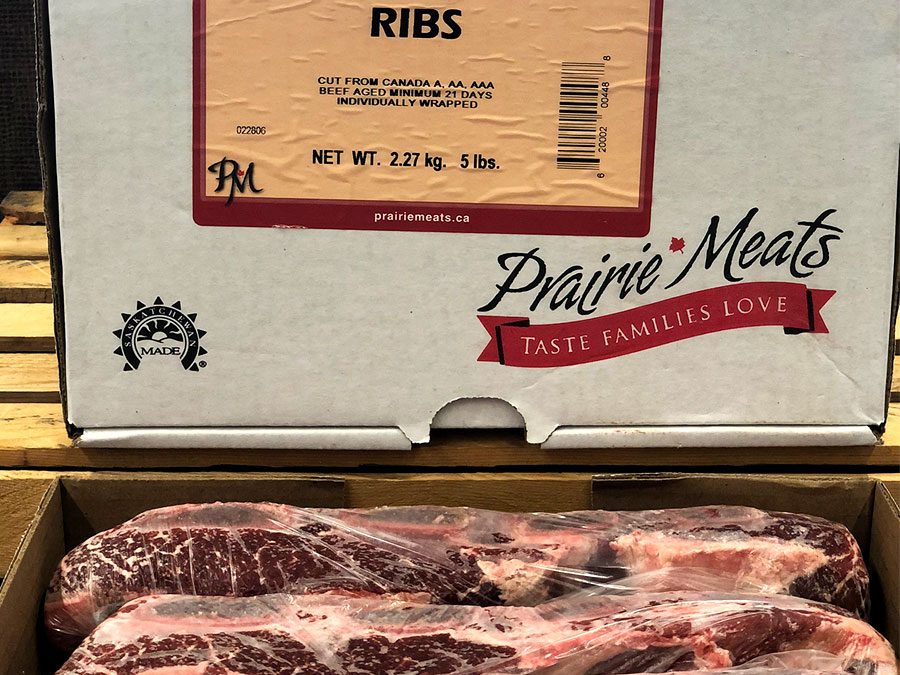 RIBS
CUT FROM CANADA A, AA, AAA
BEEF AGED MINIMUM 21 DAYS
INDIVIDUALLY WRAPPED
022806
NET WT. 2.27 kg. 5 lbs.
6 20002 00448 8
PM
prairiemeats.ca
Prairie Meats
TASTE FAMILIES LOVE
SASKATCHEWAN
MADE
®